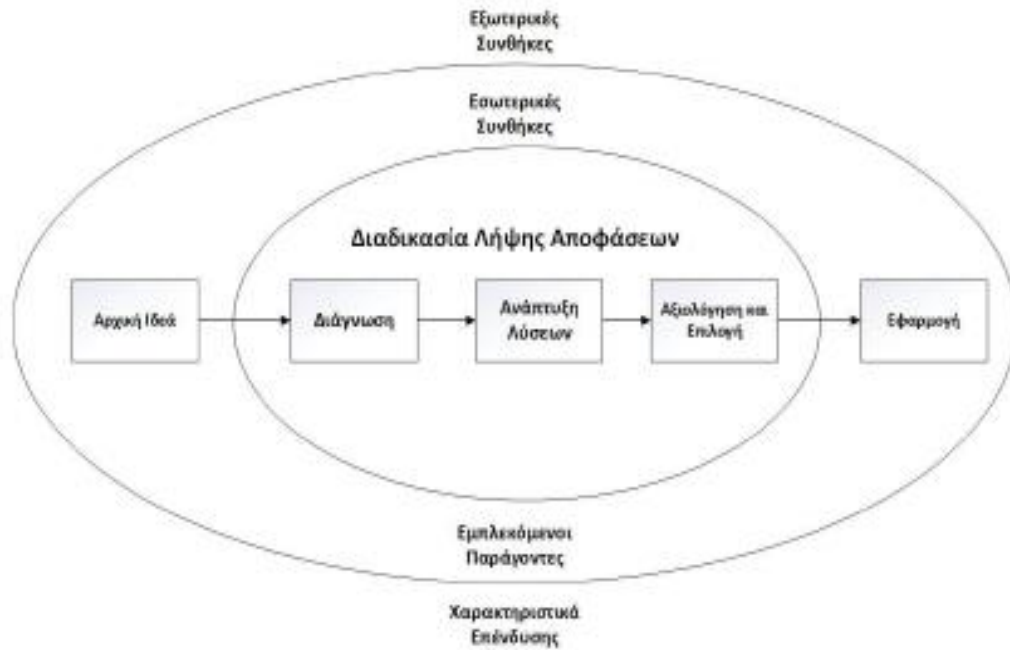 Εξωτερικές
Συνθήκες
Εσωτερικές
Συνθήκες
Διαδικασία Λήψης Αποφάσεων
Αρχική Ιδεά
Διάγνωση
Ανάπτυξη
Λύσεων
Αξιολόγηση και
Επιλογή
Εφαρμογή
Εμπλεκόμενοι
Παράγοντες
Χαρακτηριστικά
Επένδυσης